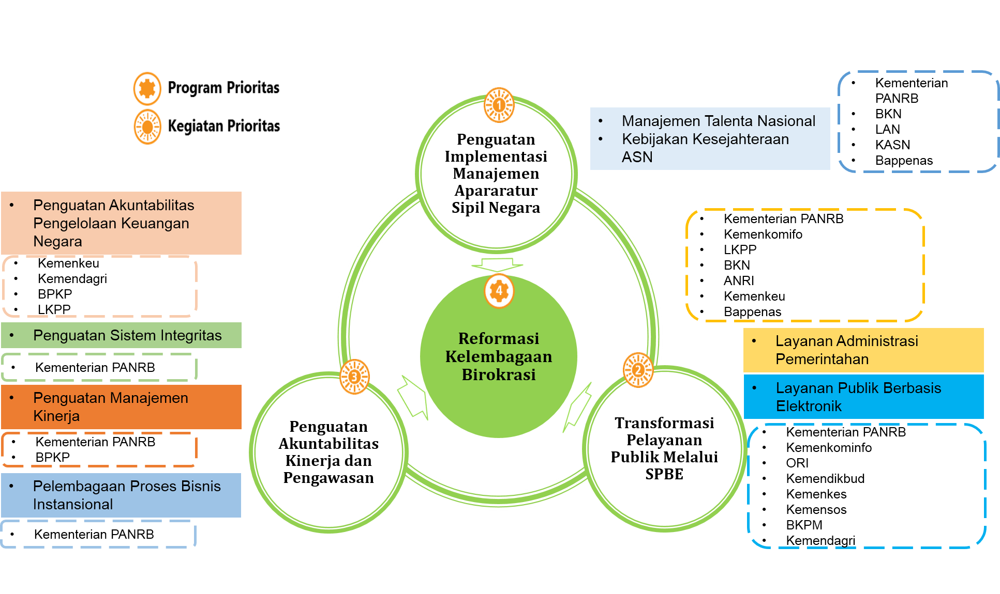 Program Prioritas
Kegiatan Prioritas
1
Penguatan
Implementasi
Manajemen
Apararatur
Sipil Negara
• Manajemen Talenta Nasional
• Kebijakan Kesejahteraan
ASN
• Kementerian
PANRB
• BKN
• LAN
• KASN
• Bappenas
• Penguatan Akuntabilitas
Pengelolaan Keuangan
Negara
• Kemenkeu
• Kemendagri
• BPKP
• LKPP
• Penguatan Sistem Integritas
• Kementerian PANRB
• Penguatan Manajemen
Kinerja
• Kementerian PANRB
• BPKP
• Pelembagaan Proses Bisnis
Instansional
• Kementerian PANRB
3
Penguatan
Akuntabilitas
Kinerja dan
Pengawasan
4
Reformasi
Kelembagaan
Birokrasi
2
Transformasi
Pelayanan
Publik Melalui
SPBE
• Kementerian PANRB
• Kemenkomifo
• LKPP
• BKN
• ANRI
• Kemenkeu
• Bappenas
• Layanan Administrasi
Pemerintahan
• Layanan Publik Berbasis
Elektronik
• Kementerian PANRB
• Kemenkominfo
• ORI
• Kemendikbud
• Kemenkes
• Kemensos
• BKPM
• Kemendagri